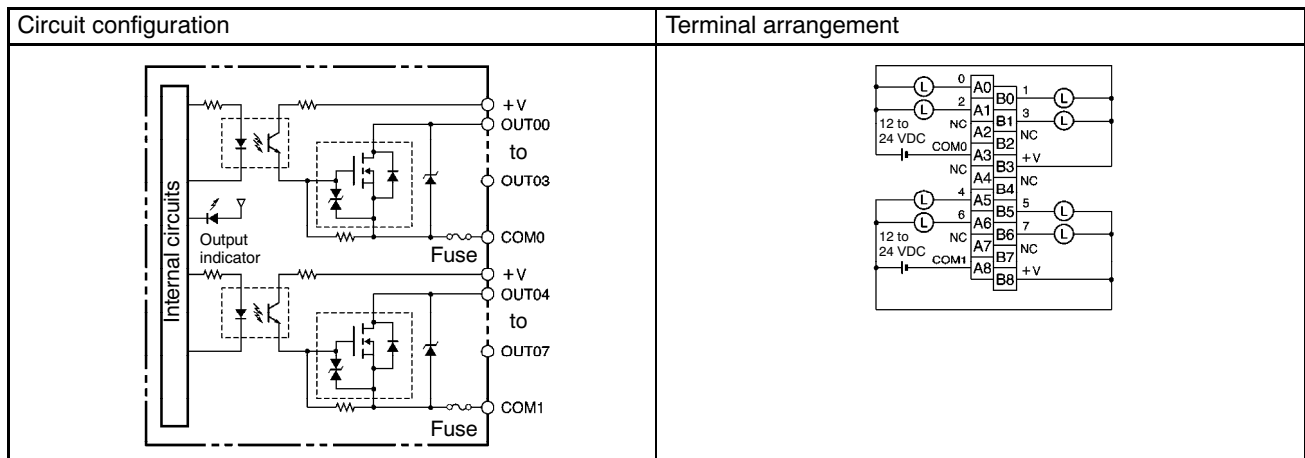 Circuit configuration
Terminal arrangement
Internal circuits
Output
indicator
+V
OUT00
to
OUT03
COM0
Fuse
+V
OUT04
to
OUT07
COM1
Fuse
L 0 A0
B0 1 L
L 2 A1
B1 3 L
12 to
24 VDC
NC A2
B2 NC
COM0 A3
B3 +V
NC A4
B4 NC
L 4 A5
B5 5 L
L 6 A6
B6 7 L
12 to
24 VDC
NC A7
B7 NC
COM1 A8
B8 +V